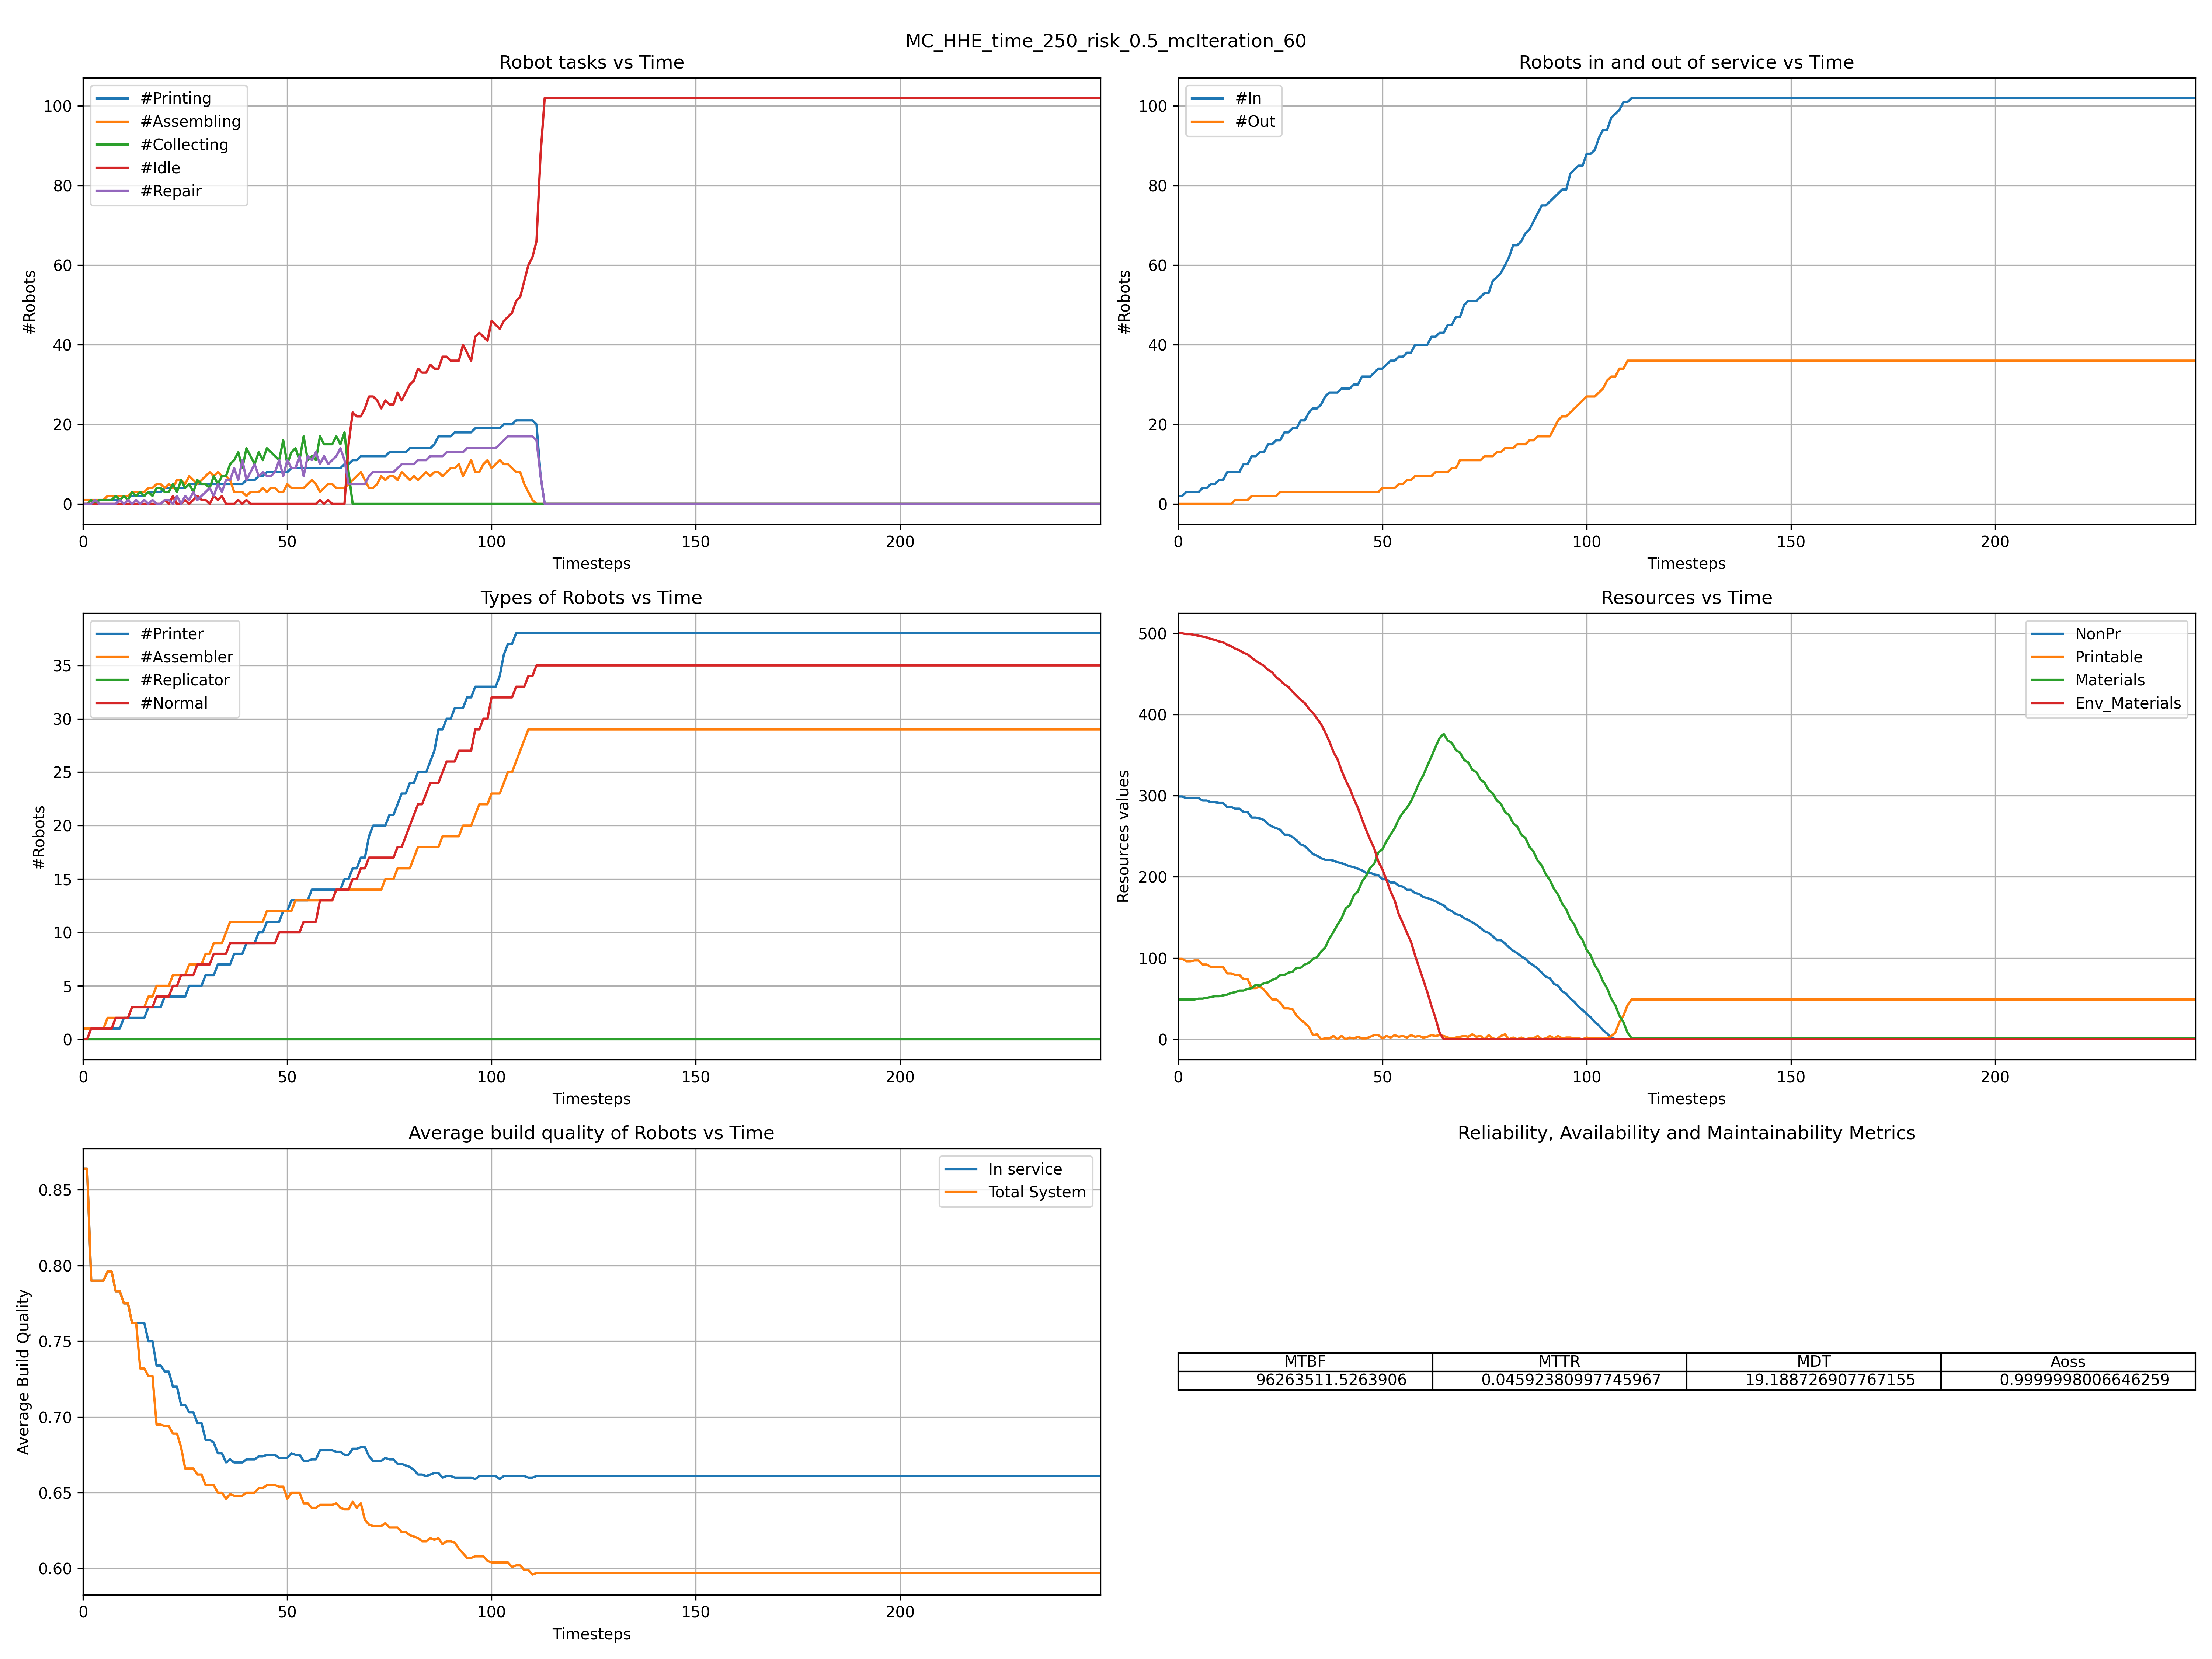 MC_HHE_time_250_risk_0.5_mcIteration_60
Robot tasks vs Time
#Printing
#Assembling
#Collecting
#Idle
#Repair
100
80
60
40
20
0
#Robots
0 50 100 150 200
Timesteps
Robots in and out of service vs Time
#In
#Out
100
80
60
40
20
0
#Robots
0 50 100 150 200
Timesteps
Types of Robots vs Time
#Printer
#Assembler
#Replicator
#Normal
35
30
25
20
15
10
5
0
#Robots
0 50 100 150 200
Timesteps
Resources vs Time
NonPr
Printable
Materials
Env_Materials
500
400
300
200
100
0
Resources values
0 50 100 150 200
Timesteps
Average build quality of Robots vs Time
In service
Total System
0.85
0.80
0.75
0.70
0.65
0.60
Average Build Quality
0 50 100 150 200
Timesteps
Reliability, Availability and Maintainability Metrics
MTBF MTTR MDT Aoss
96263511.5263906 0.04592380997745967 19.188726907767155 0.9999998006646259